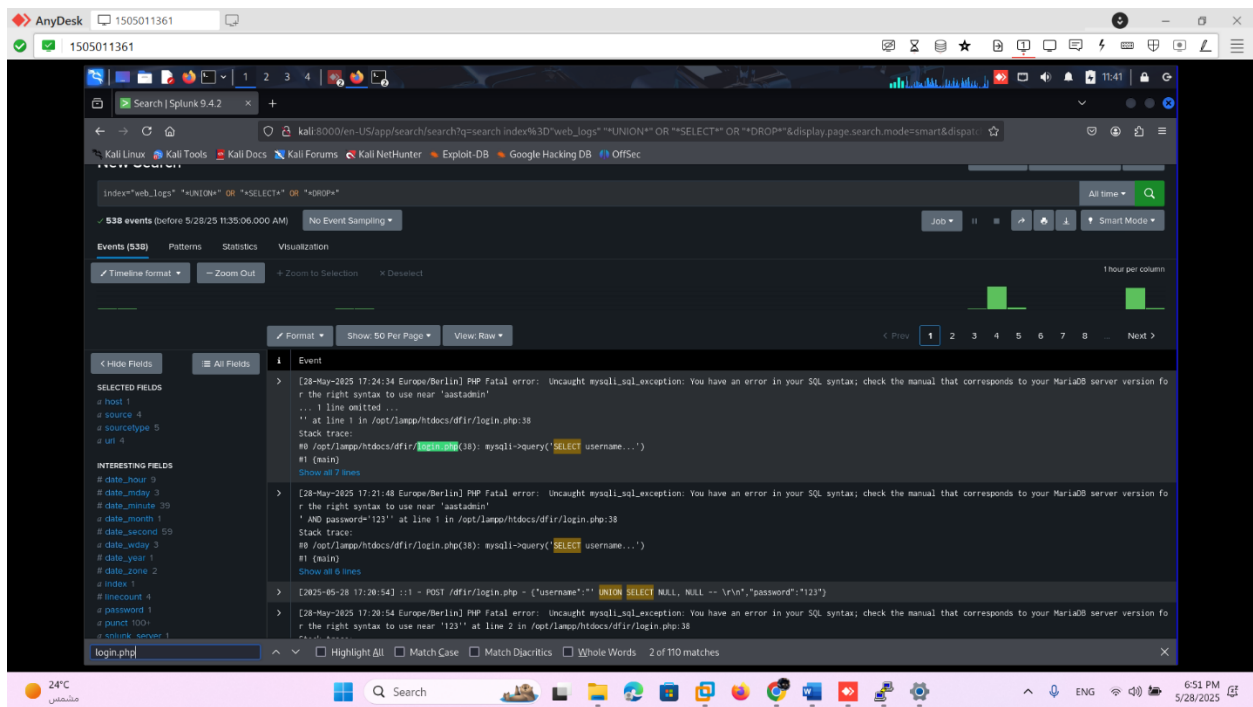 AnyDesk 1505011361
1505011361
1 2 3 4 11:41
Search | Splunk 9.4.2
kali:8000/en-US/app/search/search?q=search index%3D"web_logs" "*UNION*" OR "*SELECT*" OR "*DROP*"&display.page.search.mode=smart&dispatc
Kali Linux Kali Tools Kali Docs Kali Forums Kali NetHunter Exploit-DB Google Hacking DB OffSec
New Search
index="web_logs" "*UNION*" OR "*SELECT*" OR "*DROP*"
All time
538 events (before 5/28/25 11:35:06.000 AM) No Event Sampling
Job Smart Mode
Events (538) Patterns Statistics Visualization
Timeline format – Zoom Out + Zoom to Selection × Deselect 1 hour per column
Format Show: 50 Per Page View: Raw < Prev 1 2 3 4 5 6 7 8 ... Next >
< Hide Fields All Fields
i Event
SELECTED FIELDS
a host 1
a source 4
a sourcetype 5
a uri 4
INTERESTING FIELDS
# date_hour 9
# date_mday 3
# date_minute 39
a date_month 1
# date_second 59
a date_wday 3
# date_year 1
# date_zone 2
a index 1
# linecount 4
a password 1
a punct 100+
a splunk_server 1
> [28-May-2025 17:24:34 Europe/Berlin] PHP Fatal error: Uncaught mysqli_sql_exception: You have an error in your SQL syntax; check the manual that corresponds to your MariaDB server version fo
r the right syntax to use near 'aastadmin'
... 1 line omitted ...
'' at line 1 in /opt/lampp/htdocs/dfir/login.php:38
Stack trace:
#0 /opt/lampp/htdocs/dfir/login.php(38): mysqli->query('SELECT username...')
#1 {main}
Show all 7 lines
> [28-May-2025 17:21:48 Europe/Berlin] PHP Fatal error: Uncaught mysqli_sql_exception: You have an error in your SQL syntax; check the manual that corresponds to your MariaDB server version fo
r the right syntax to use near 'aastadmin'
' AND password='123'' at line 1 in /opt/lampp/htdocs/dfir/login.php:38
Stack trace:
#0 /opt/lampp/htdocs/dfir/login.php(38): mysqli->query('SELECT username...')
#1 {main}
Show all 6 lines
> [2025-05-28 17:20:54] ::1 - POST /dfir/login.php - {"username":"' UNION SELECT NULL, NULL -- \r\n","password":"123"}
> [28-May-2025 17:20:54 Europe/Berlin] PHP Fatal error: Uncaught mysqli_sql_exception: You have an error in your SQL syntax; check the manual that corresponds to your MariaDB server version fo
r the right syntax to use near '123'' at line 2 in /opt/lampp/htdocs/dfir/login.php:38
login.php Highlight All Match Case Match Diacritics Whole Words 2 of 110 matches
24°C
مشمس
Search
ENG
6:51 PM
5/28/2025